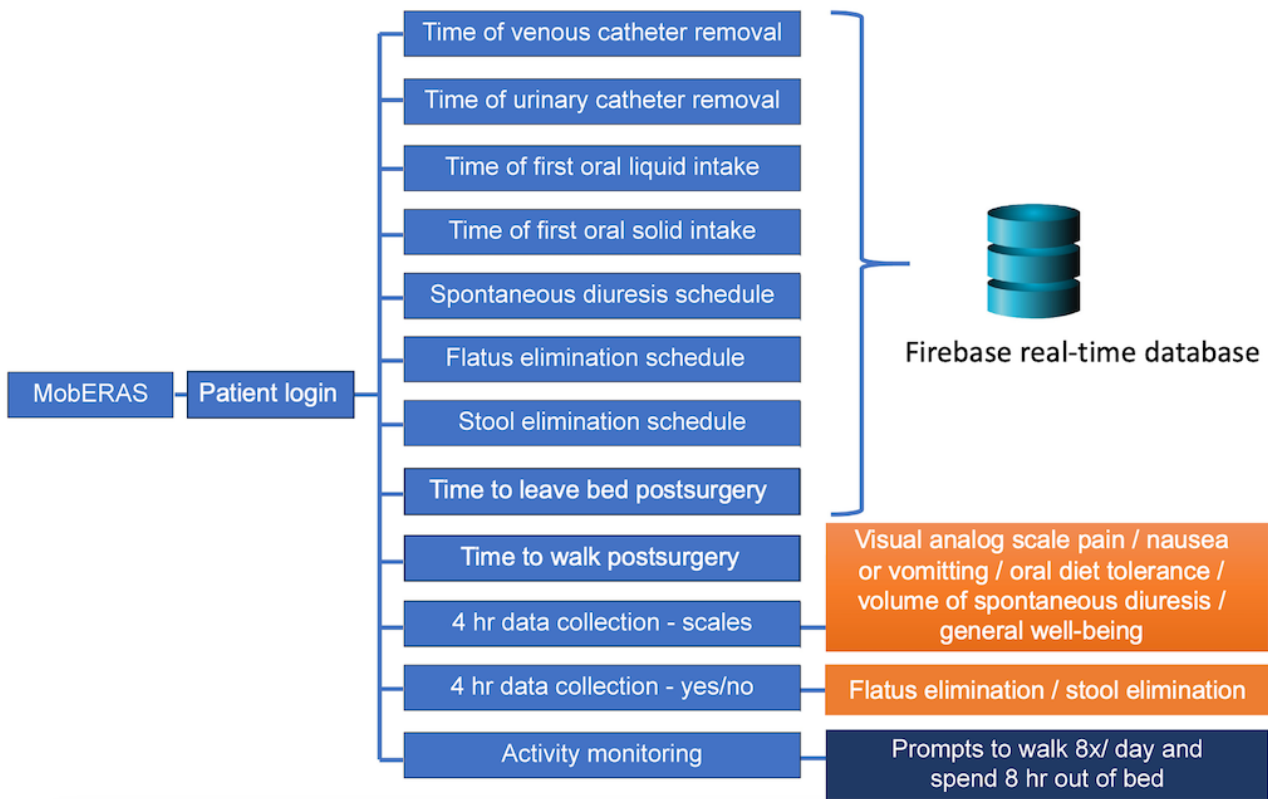 Time of venous catheter removal
Time of urinary catheter removal
Time of first oral liquid intake
Time of first oral solid intake
Spontaneous diuresis schedule
Flatus elimination schedule
MobERAS
Patient login
Stool elimination schedule
Time to leave bed postsurgery
Time to walk postsurgery
4 hr data collection - scales
4 hr data collection - yes/no
Activity monitoring
Firebase real-time database
Visual analog scale pain / nausea
or vomitting / oral diet tolerance /
volume of spontaneous diuresis /
general well-being
Flatus elimination / stool elimination
Prompts to walk 8x/ day and
spend 8 hr out of bed